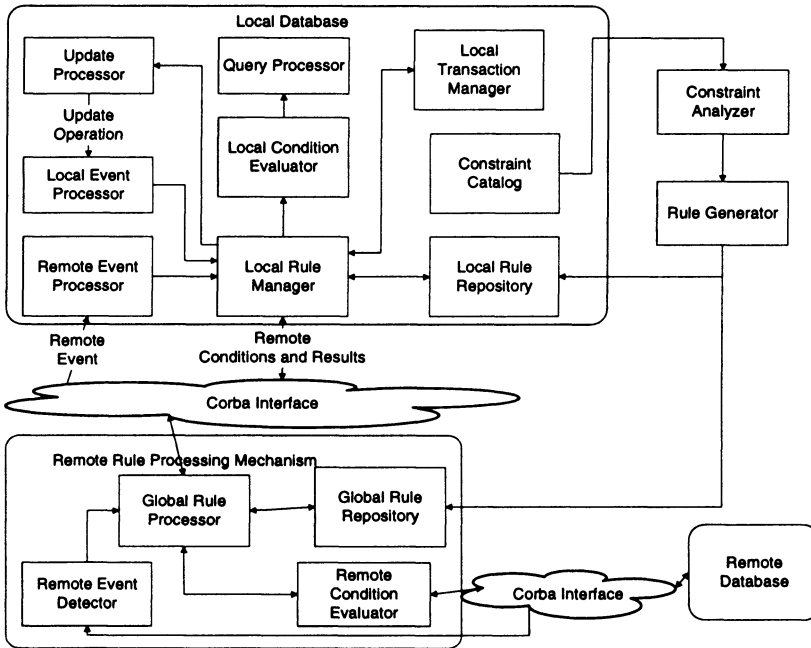 Local Database
Update
Processor
Query Processor
Local
Transaction
Manager
Constraint
Analyzer
Update
Operation
Local Condition
Evaluator
Constraint
Catalog
Local Event
Processor
Rule Generator
Remote Event
Processor
Local Rule
Manager
Local Rule
Repository
Remote
Event
Remote
Conditions and Results
Corba Interface
Remote Rule Processing Mechanism
Global Rule
Processor
Global Rule
Repository
Remote Event
Detector
Remote
Condition
Evaluator
Corba Interface
Remote
Database